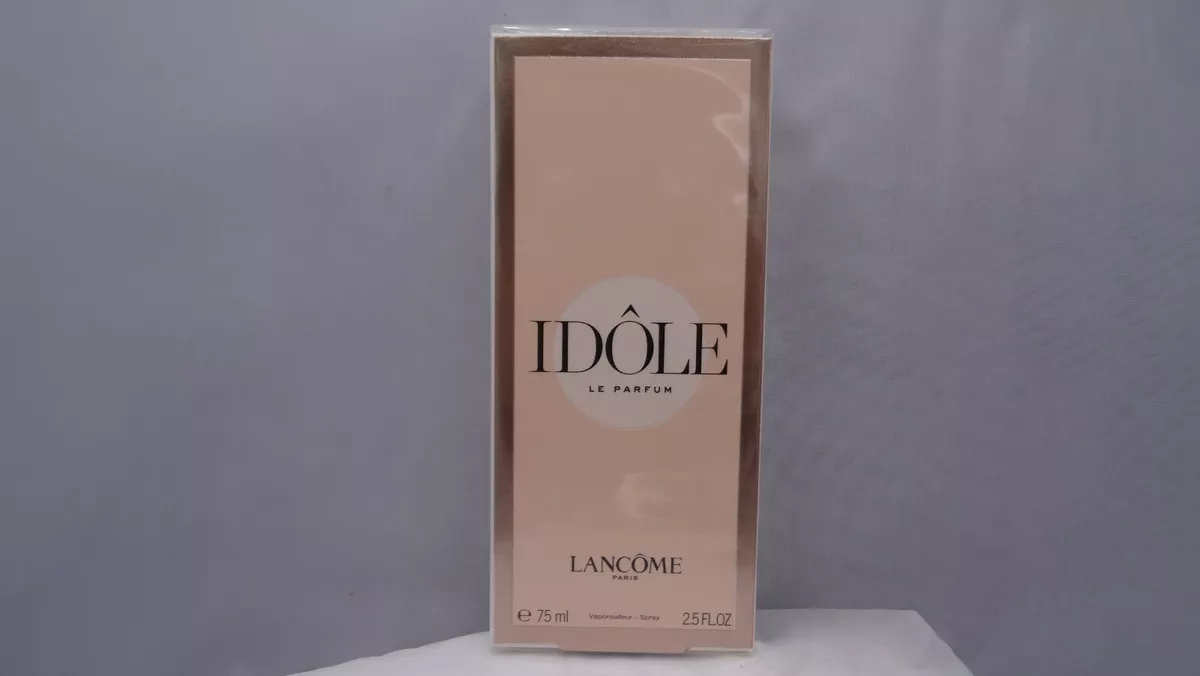 IDÔLE
LE PARFUM
LANCÔME
PARIS
℮ 75 ml Vaporisateur - Spray 2.5 FL.OZ